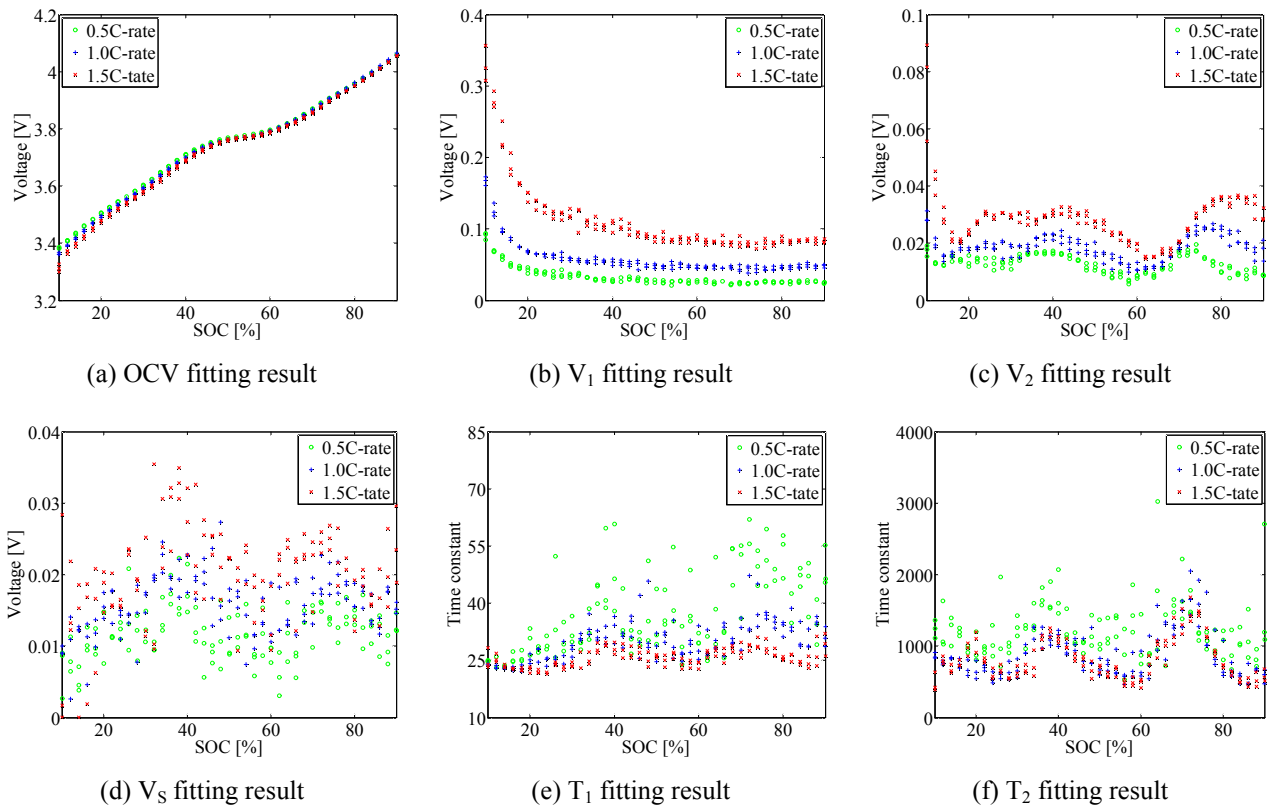 4.2
4
3.8
3.6
3.4
3.2
Voltage [V]
0.5C-rate
1.0C-rate
1.5C-tate
20 40 60 80
SOC [%]
(a) OCV fitting result
0.4
0.3
0.2
0.1
0
Voltage [V]
0.5C-rate
1.0C-rate
1.5C-tate
20 40 60 80
SOC [%]
(b) V₁ fitting result
0.1
0.08
0.06
0.04
0.02
0
Voltage [V]
0.5C-rate
1.0C-rate
1.5C-tate
20 40 60 80
SOC [%]
(c) V₂ fitting result
0.04
0.03
0.02
0.01
0
Voltage [V]
0.5C-rate
1.0C-rate
1.5C-tate
20 40 60 80
SOC [%]
(d) VS fitting result
85
70
55
40
25
10
Time constant
0.5C-rate
1.0C-rate
1.5C-tate
20 40 60 80
SOC [%]
(e) T₁ fitting result
4000
3000
2000
1000
0
Time constant
0.5C-rate
1.0C-rate
1.5C-tate
20 40 60 80
SOC [%]
(f) T₂ fitting result